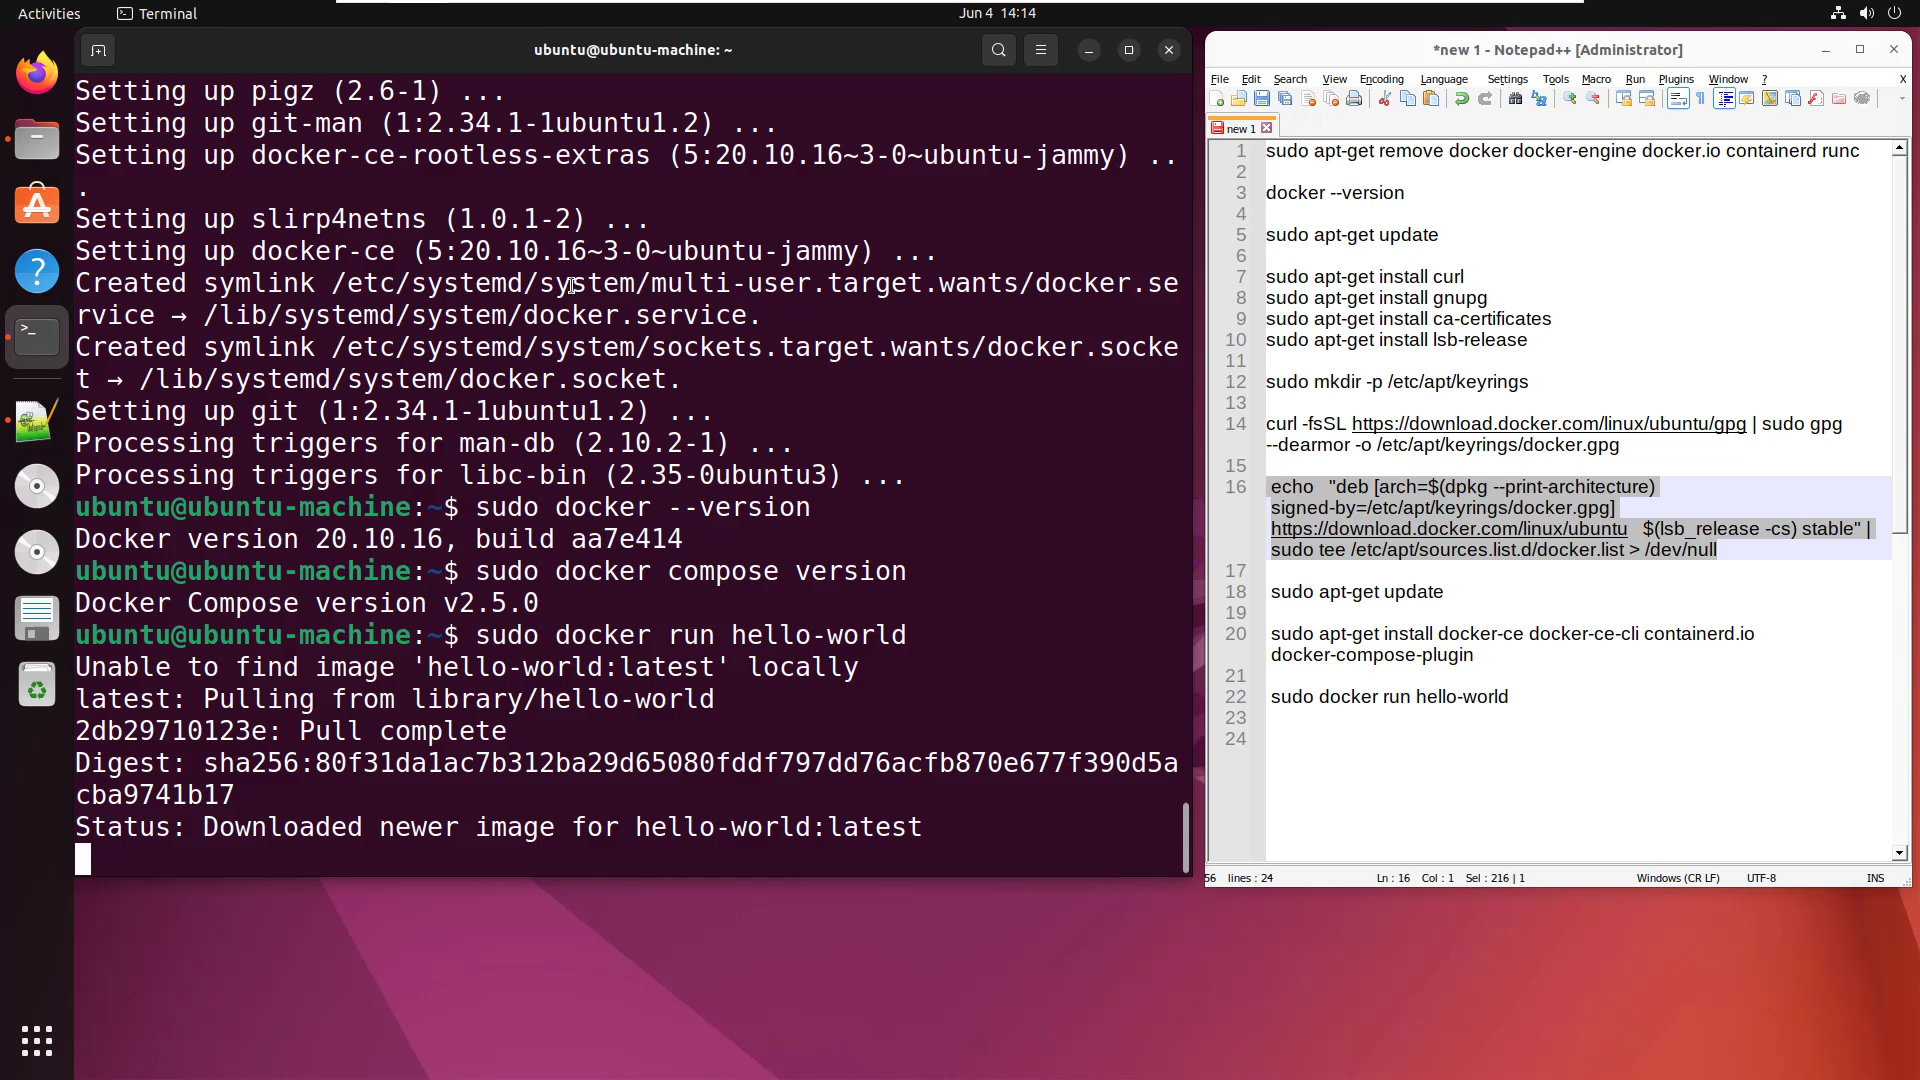 Activities
Terminal
Jun 4 14:14
ubuntu@ubuntu-machine: ~
Setting up pigz (2.6-1) ...
Setting up git-man (1:2.34.1-1ubuntu1.2) ...
Setting up docker-ce-rootless-extras (5:20.10.16~3-0~ubuntu-jammy) ..
.
Setting up slirp4netns (1.0.1-2) ...
Setting up docker-ce (5:20.10.16~3-0~ubuntu-jammy) ...
Created symlink /etc/systemd/system/multi-user.target.wants/docker.se
rvice → /lib/systemd/system/docker.service.
Created symlink /etc/systemd/system/sockets.target.wants/docker.socke
t → /lib/systemd/system/docker.socket.
Setting up git (1:2.34.1-1ubuntu1.2) ...
Processing triggers for man-db (2.10.2-1) ...
Processing triggers for libc-bin (2.35-0ubuntu3) ...
ubuntu@ubuntu-machine:~$ sudo docker --version
Docker version 20.10.16, build aa7e414
ubuntu@ubuntu-machine:~$ sudo docker compose version
Docker Compose version v2.5.0
ubuntu@ubuntu-machine:~$ sudo docker run hello-world
Unable to find image 'hello-world:latest' locally
latest: Pulling from library/hello-world
2db29710123e: Pull complete
Digest: sha256:80f31da1ac7b312ba29d65080fddf797dd76acfb870e677f390d5a
cba9741b17
Status: Downloaded newer image for hello-world:latest
*new 1 - Notepad++ [Administrator]
File Edit Search View Encoding Language Settings Tools Macro Run Plugins Window ? X
new 1
1 sudo apt-get remove docker docker-engine docker.io containerd runc
2
3 docker --version
4
5 sudo apt-get update
6
7 sudo apt-get install curl
8 sudo apt-get install gnupg
9 sudo apt-get install ca-certificates
10 sudo apt-get install lsb-release
11
12 sudo mkdir -p /etc/apt/keyrings
13
14 curl -fsSL https://download.docker.com/linux/ubuntu/gpg | sudo gpg
--dearmor -o /etc/apt/keyrings/docker.gpg
15
16 echo "deb [arch=$(dpkg --print-architecture)
signed-by=/etc/apt/keyrings/docker.gpg]
https://download.docker.com/linux/ubuntu $(lsb_release -cs) stable" |
sudo tee /etc/apt/sources.list.d/docker.list > /dev/null
17
18 sudo apt-get update
19
20 sudo apt-get install docker-ce docker-ce-cli containerd.io
docker-compose-plugin
21
22 sudo docker run hello-world
23
24
56 lines : 24 Ln : 16 Col : 1 Sel : 216 | 1 Windows (CR LF) UTF-8 INS